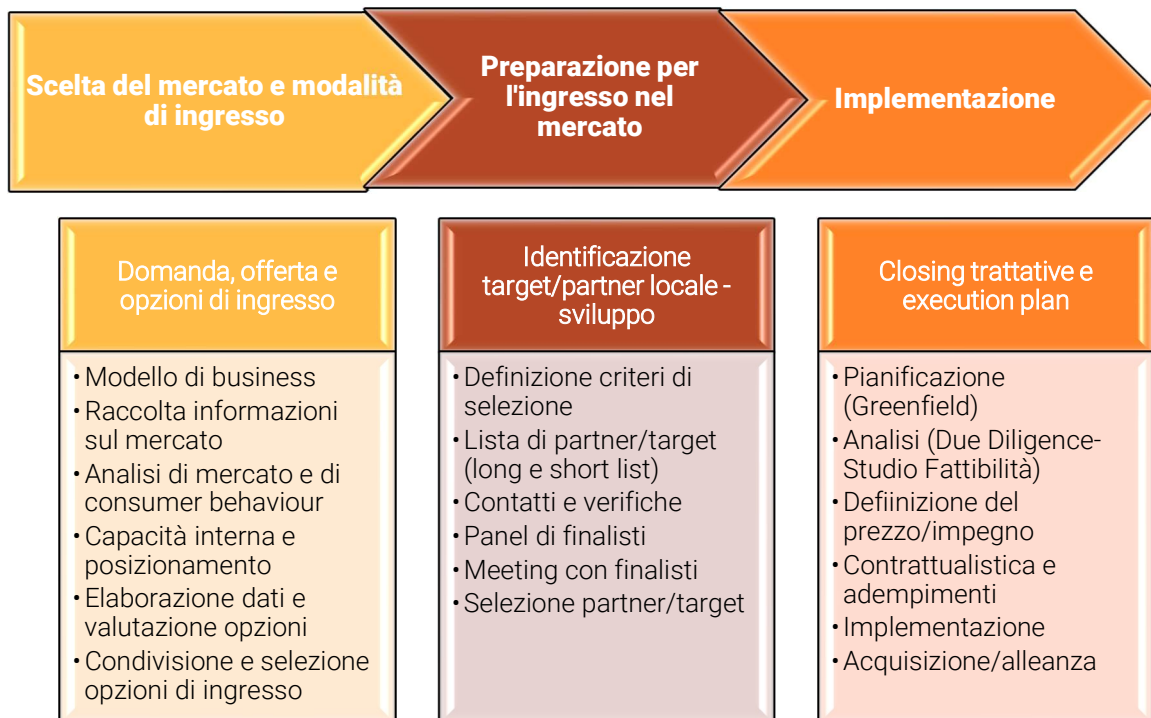 Scelta del mercato e modalità
di ingresso
Preparazione per
l'ingresso nel
mercato
Implementazione
Domanda, offerta e
opzioni di ingresso
• Modello di business
• Raccolta informazioni
sul mercato
• Analisi di mercato e di
consumer behaviour
• Capacità interna e
posizionamento
• Elaborazione dati e
valutazione opzioni
• Condivisione e selezione
opzioni di ingresso
Identificazione
target/partner locale -
sviluppo
• Definizione criteri di
selezione
• Lista di partner/target
(long e short list)
• Contatti e verifiche
• Panel di finalisti
• Meeting con finalisti
• Selezione partner/target
Closing trattative e
execution plan
• Pianificazione
(Greenfield)
• Analisi (Due Diligence-
Studio Fattibilità)
• Defiinizione del
prezzo/impegno
• Contrattualistica e
adempimenti
• Implementazione
• Acquisizione/alleanza